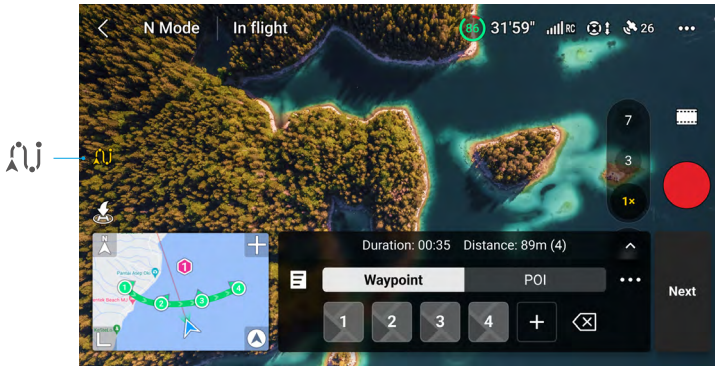 N Mode
In flight
86
31'59"
RC
26
7
3
1×
Duration: 00:35 Distance: 89m (4)
N
1
1
2
3
4
Waypoint
POI
1
2
3
4
Next